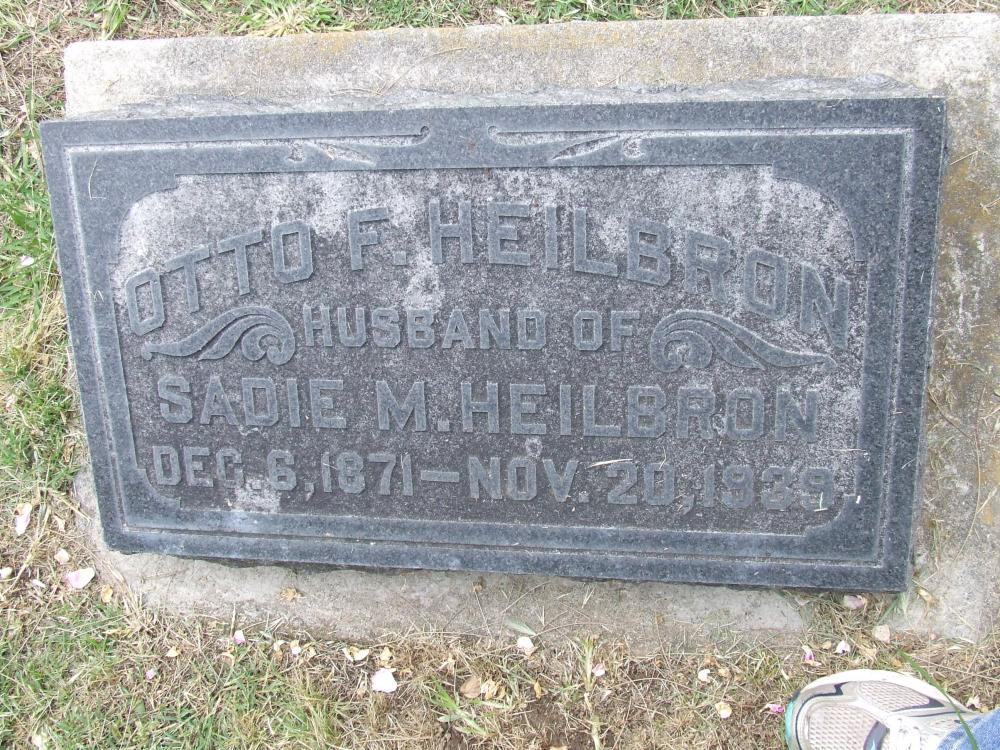 OTTO F. HEILBRON
HUSBAND OF
SADIE M. HEILBRON
DEC. 6, 1871 — NOV. 20, 1939